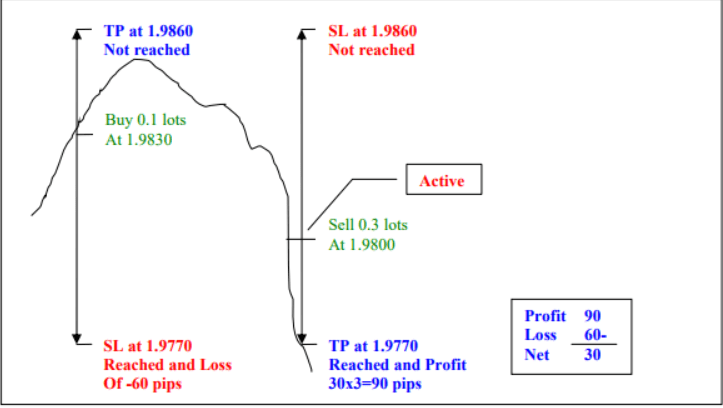 TP at 1.9860
Not reached
SL at 1.9860
Not reached
Buy 0.1 lots
At 1.9830
Active
Sell 0.3 lots
At 1.9800
SL at 1.9770
Reached and Loss
Of -60 pips
TP at 1.9770
Reached and Profit
30x3=90 pips
Profit 90
Loss 60-
Net 30